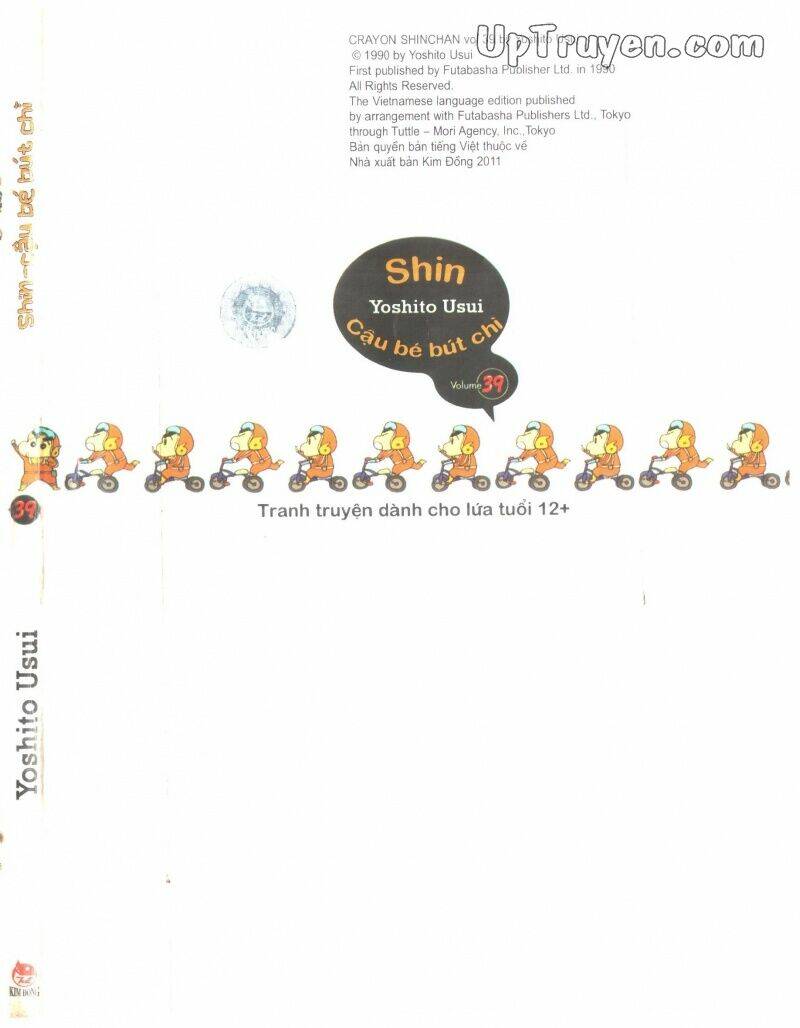 UpTruyen.com
CRAYON SHINCHAN vol 39 by Yoshito Usui
© 1990 by Yoshito Usui
First published by Futabasha Publisher Ltd. in 1990
All Rights Reserved.
The Vietnamese language edition published
by arrangement with Futabasha Publishers Ltd., Tokyo
through Tuttle – Mori Agency, Inc.,Tokyo
Bản quyền bản tiếng Việt thuộc về
Nhà xuất bản Kim Đồng 2011
Shin
Yoshito Usui
Cậu bé bút chì
Volume 39
Tranh truyện dành cho lứa tuổi 12+
Shin-Cậu bé bút chì
39
Yoshito Usui
KIM ĐỒNG